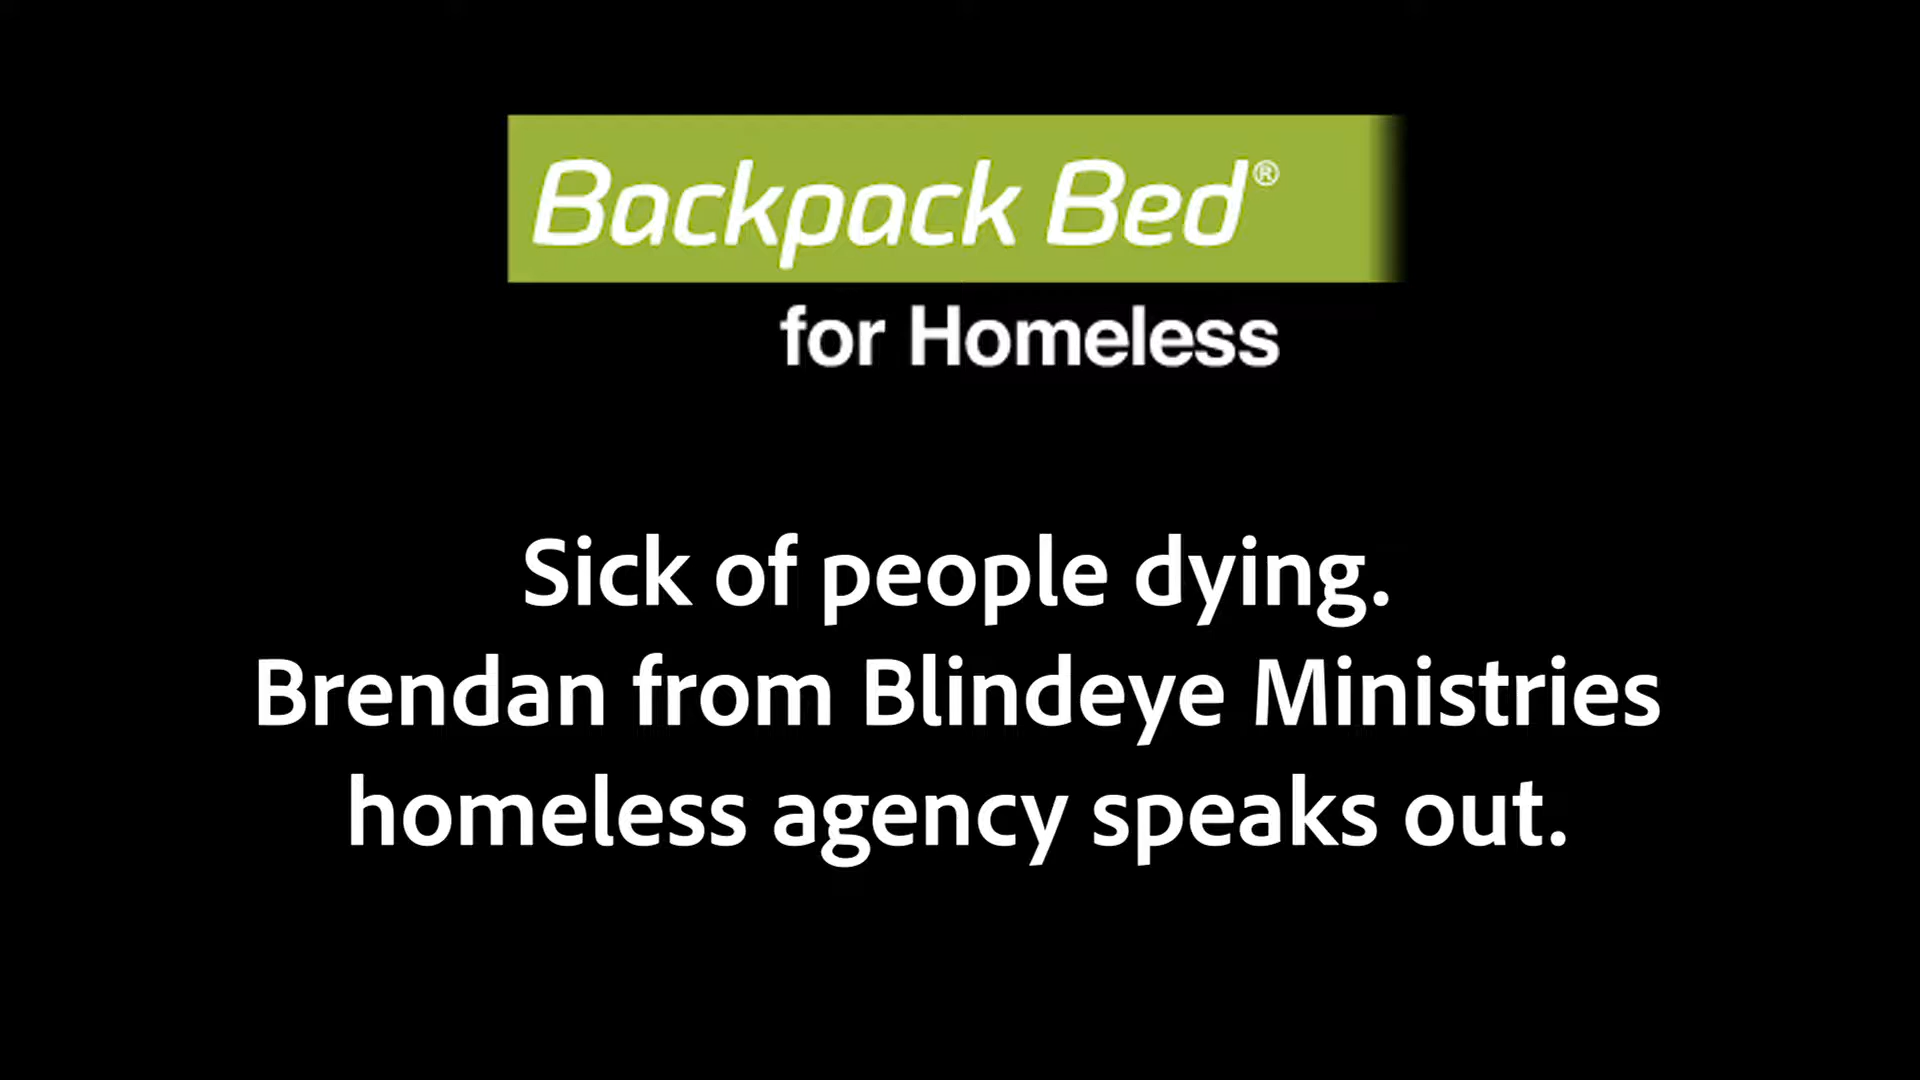 Backpack Bed®
for Homeless
Sick of people dying.
Brendan from Blindeye Ministries
homeless agency speaks out.